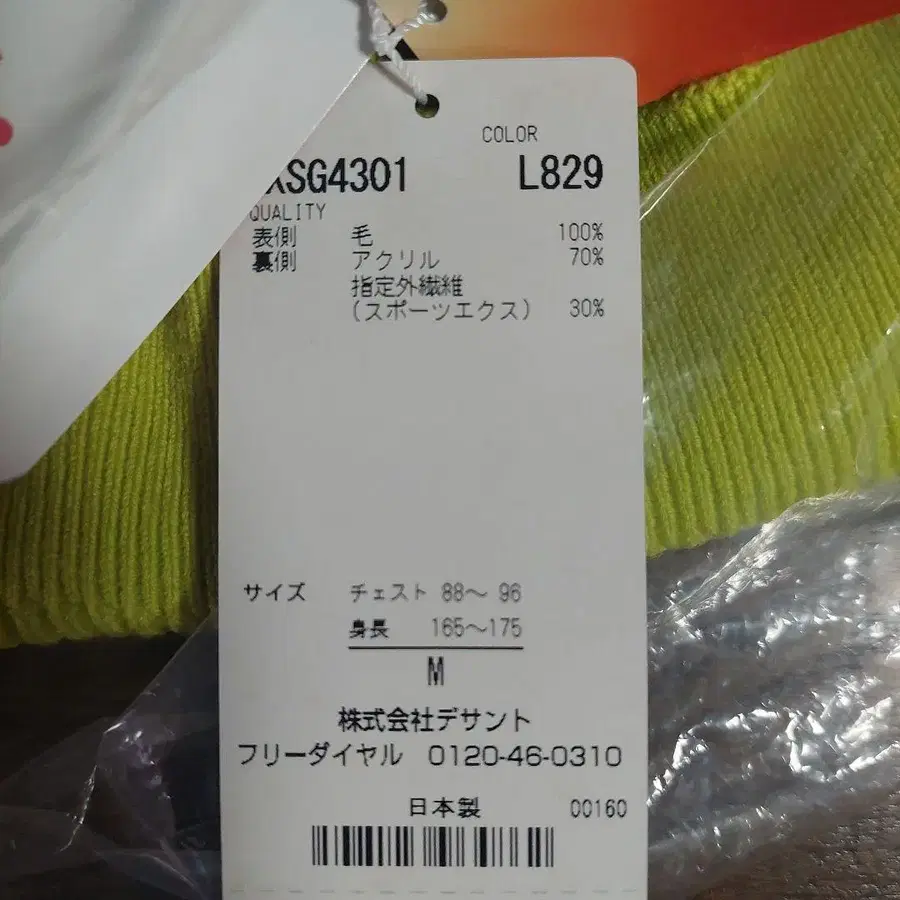 COLOR
XSG4301 L829
QUALITY
表側 毛 100%
裏側 アクリル 70%
指定外繊維
(スポーツエクス) 30%
サイズ チェスト 88〜 96
身長 165〜175
M
株式会社デサント
フリーダイヤル 0120-46-0310
日本製 00160